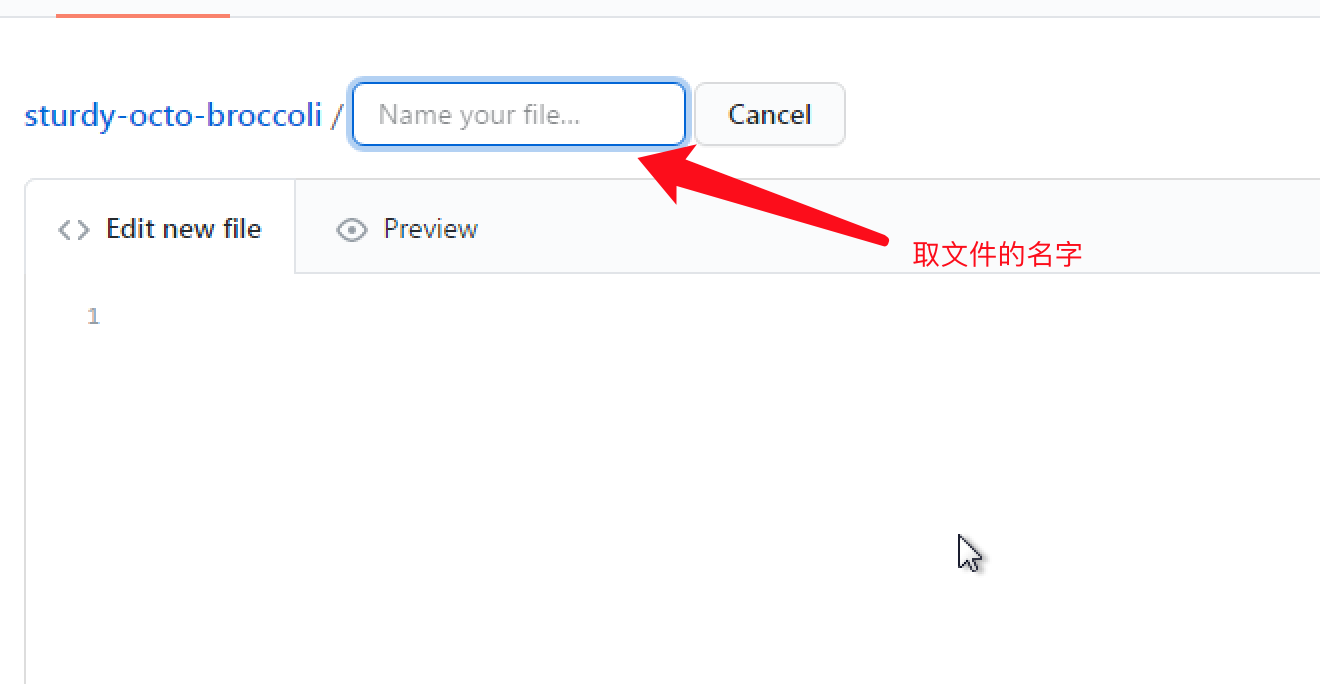 sturdy-octo-broccoli / Name your file... Cancel
Edit new file Preview
取文件的名字
1